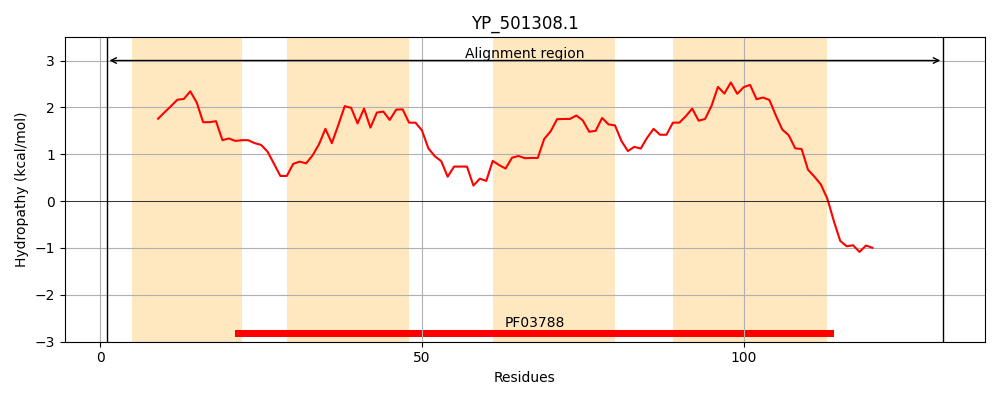 YP_501308.1
Hydropathy (kcal/mol)
3
2
1
0
−1
−2
−3
Alignment region
PF03788
0
50
100
Residues